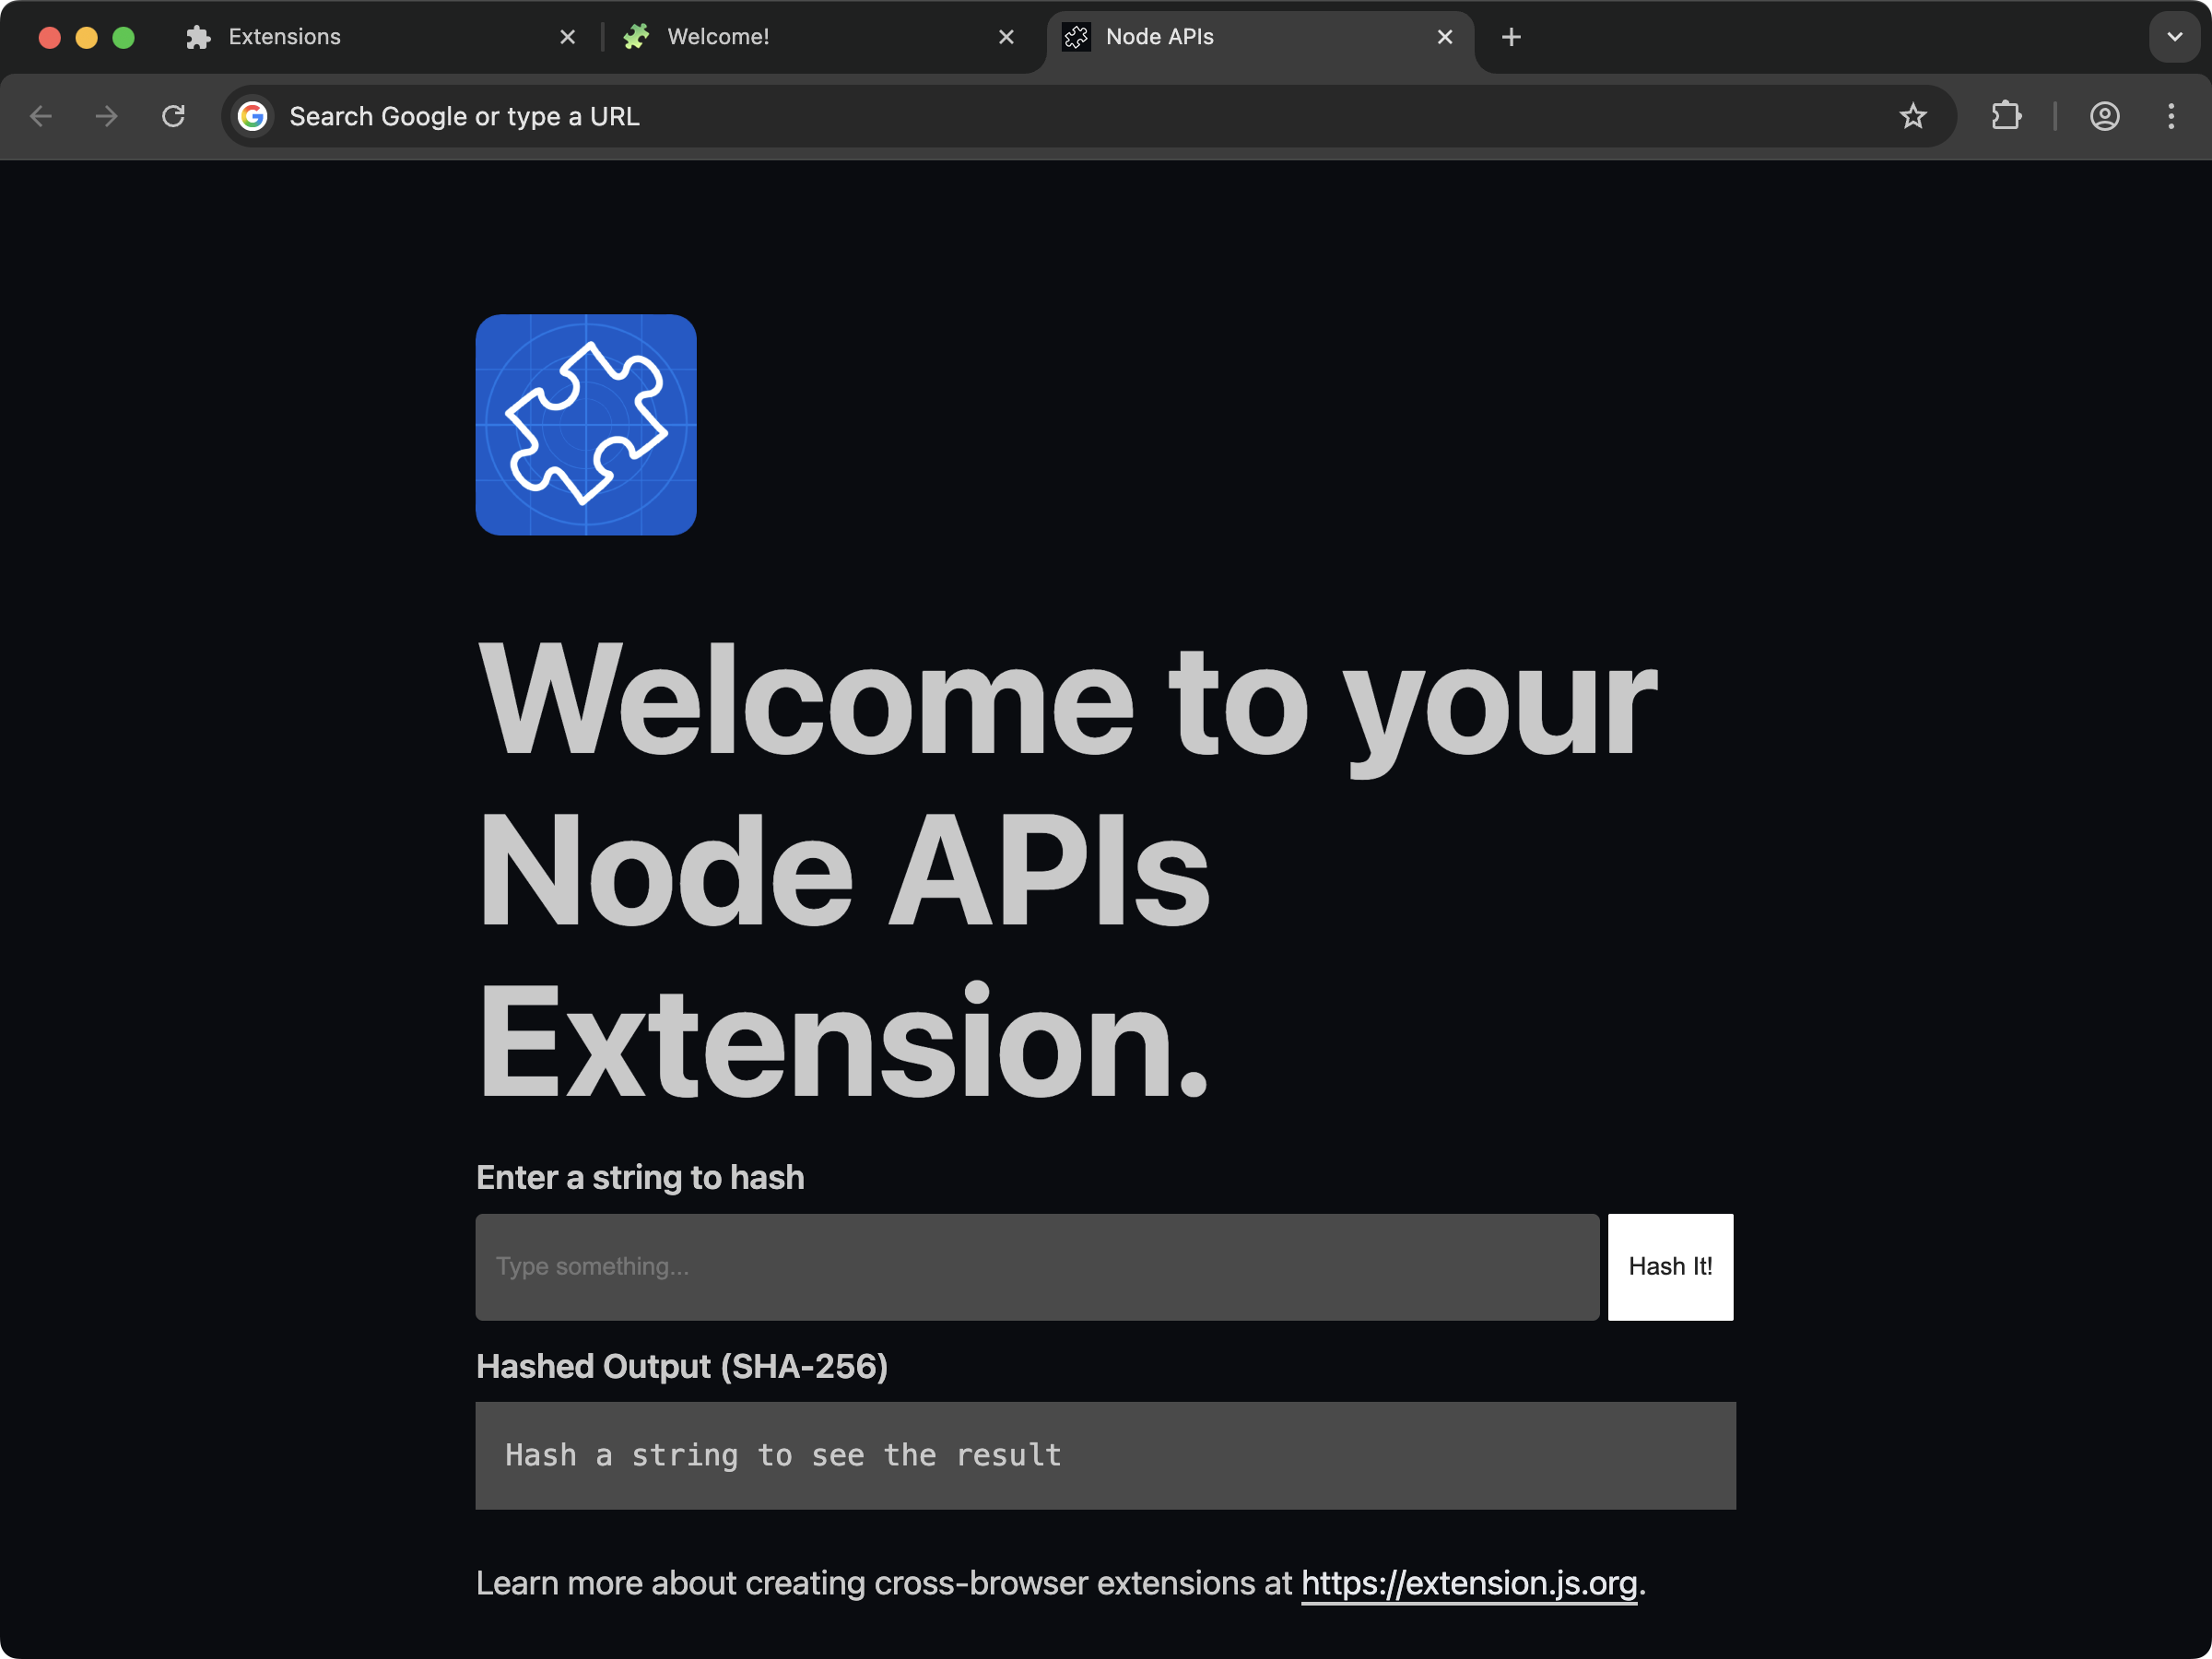 Extensions
Welcome!
Node APIs
Search Google or type a URL
Welcome to your
Node APIs
Extension.
Enter a string to hash
Type something...
Hash It!
Hashed Output (SHA-256)
Hash a string to see the result
Learn more about creating cross-browser extensions at https://extension.js.org.